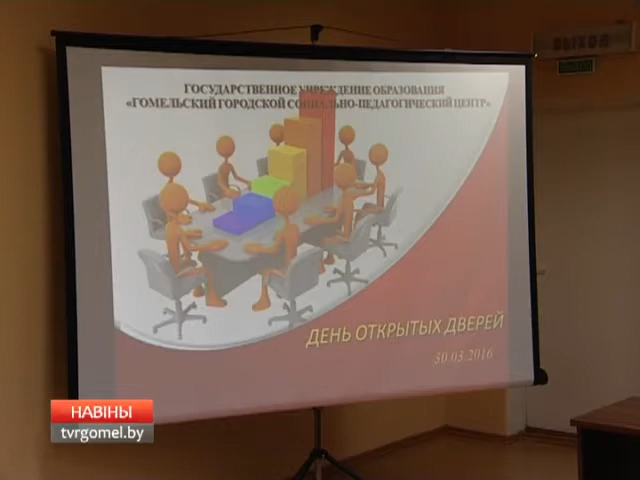 ВЫХОД
ГОСУДАРСТВЕННОЕ УЧРЕЖДЕНИЕ ОБРАЗОВАНИЯ
«ГОМЕЛЬСКИЙ ГОРОДСКОЙ СОЦИАЛЬНО-ПЕДАГОГИЧЕСКИЙ ЦЕНТР»
ДЕНЬ ОТКРЫТЫХ ДВЕРЕЙ
30.03.2016
НАВІНЫ
tvrgomel.by